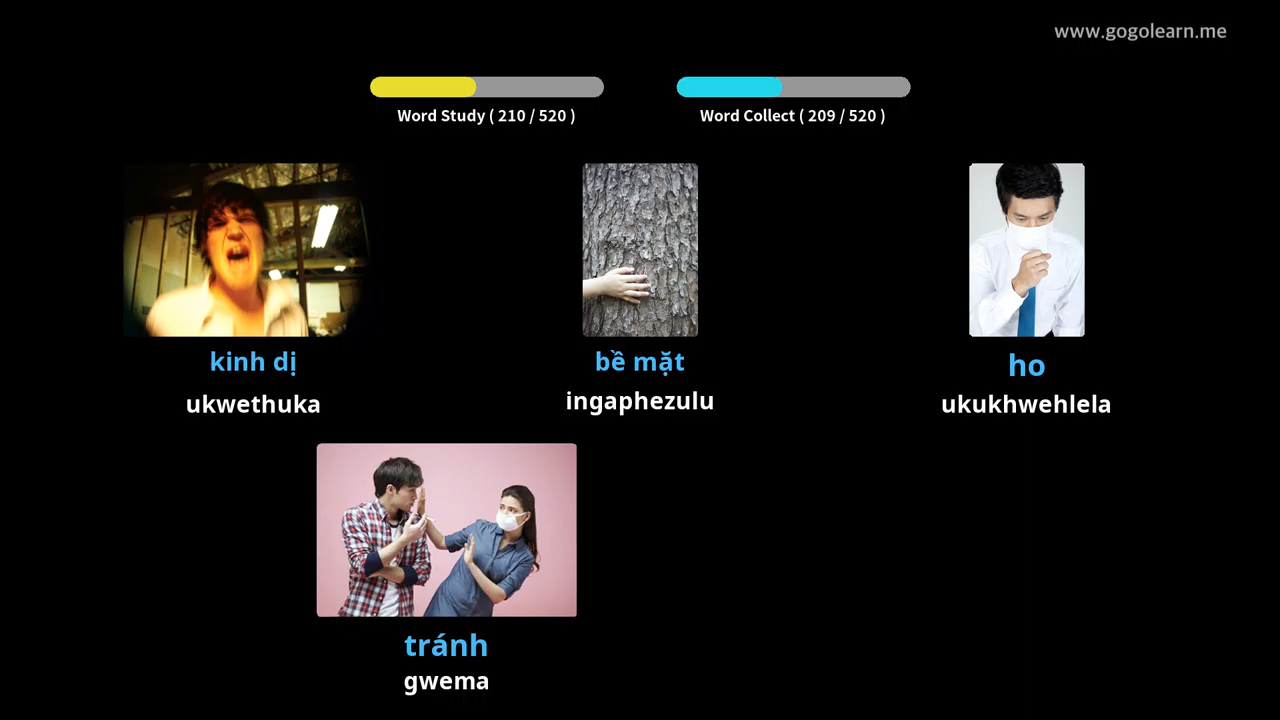 www.gogolearn.me
Word Study ( 210 / 520 )
Word Collect ( 209 / 520 )
kinh dị
ukwethuka
bề mặt
ingaphezulu
ho
ukukhwehlela
tránh
gwema